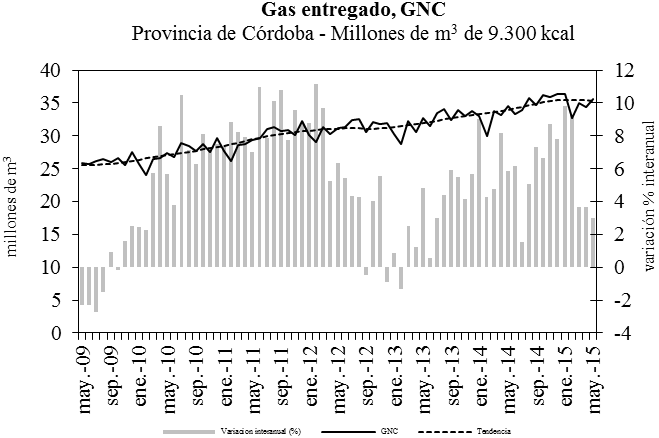 Gas entregado, GNC
Provincia de Córdoba - Millones de m³ de 9.300 kcal
40
35
30
25
20
15
10
5
0
millones de m³
12
10
8
6
4
2
0
-2
-4
variación % interanual
may.-09
sep.-09
ene.-10
may.-10
sep.-10
ene.-11
may.-11
sep.-11
ene.-12
may.-12
sep.-12
ene.-13
may.-13
sep.-13
ene.-14
may.-14
sep.-14
ene.-15
may.-15
Variacion interanual (%)
GNC
Tendencia